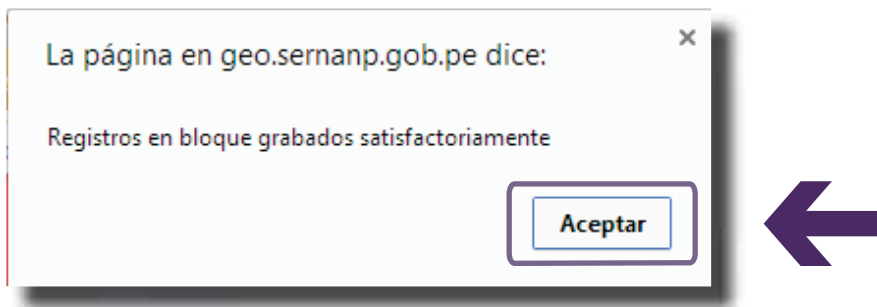 La página en geo.sernanp.gob.pe dice:
Registros en bloque grabados satisfactoriamente
Aceptar